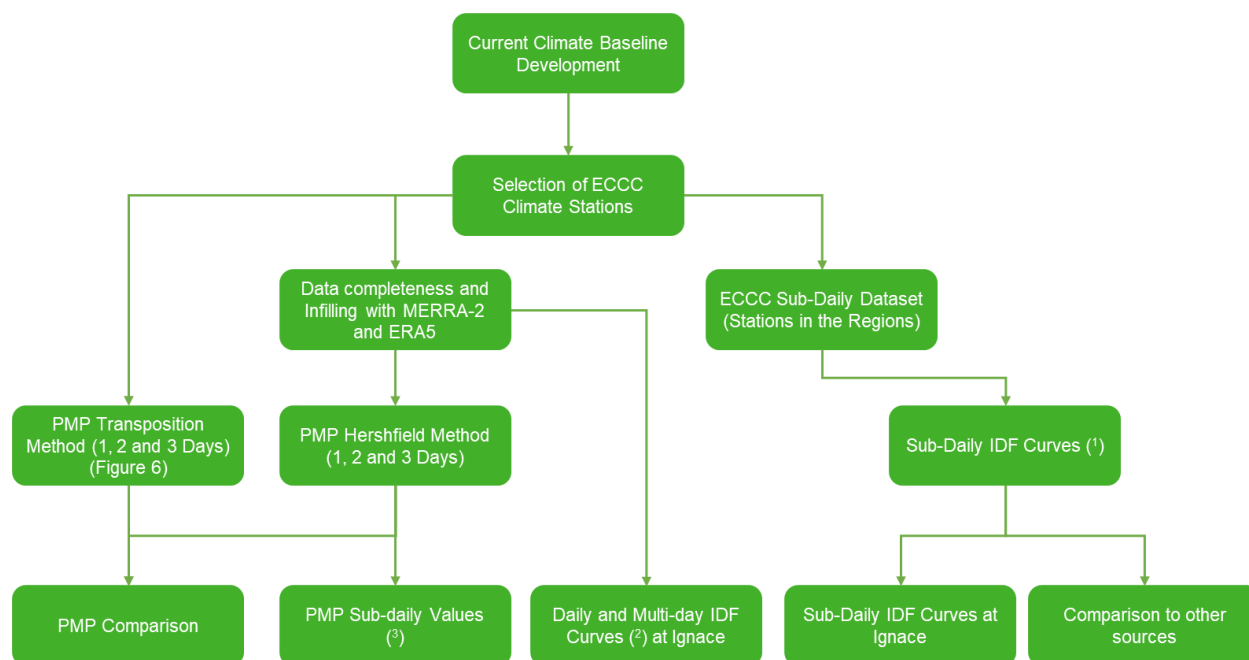 Current Climate Baseline
Development
Selection of ECCC
Climate Stations
Data completeness and
Infilling with MERRA-2
and ERA5
ECCC Sub-Daily Dataset
(Stations in the Regions)
PMP Transposition
Method (1, 2 and 3 Days)
(Figure 6)
PMP Hershfield Method
(1, 2 and 3 Days)
Sub-Daily IDF Curves (¹)
PMP Comparison
PMP Sub-daily Values
(³)
Daily and Multi-day IDF
Curves (²) at Ignace
Sub-Daily IDF Curves at
Ignace
Comparison to other
sources